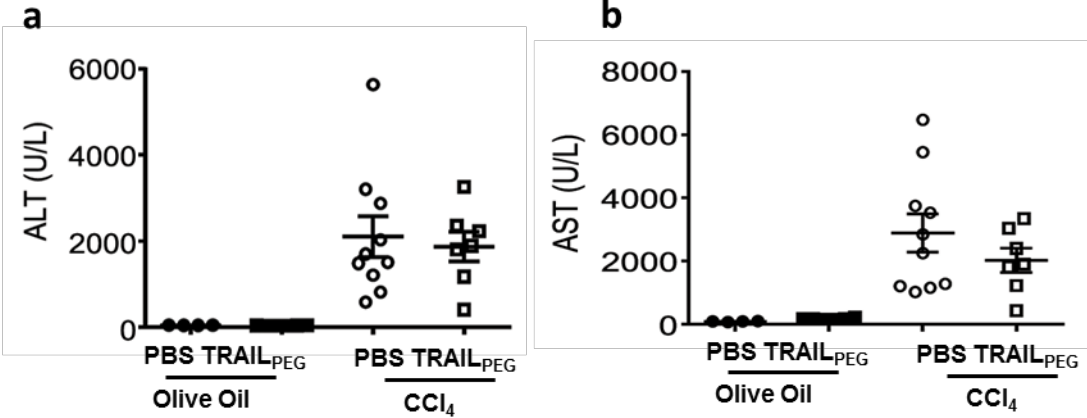 a
ALT (U/L)
6000
4000
2000
0
PBS TRAILPEG
Olive Oil
PBS TRAILPEG
CCl4
b
AST (U/L)
8000
6000
4000
2000
0
PBS TRAILPEG
Olive Oil
PBS TRAILPEG
CCl4